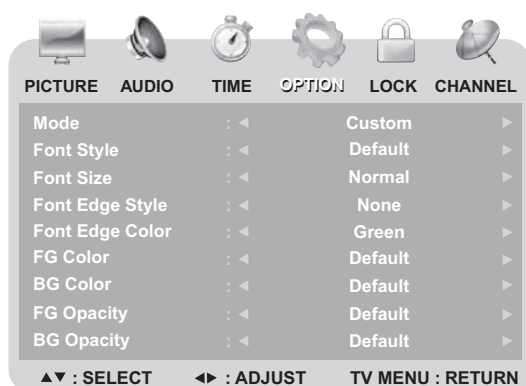 PICTURE AUDIO TIME OPTION LOCK CHANNEL
Mode : ◀ Custom ▶
Font Style : ◀ Default ▶
Font Size : ◀ Normal ▶
Font Edge Style : ◀ None ▶
Font Edge Color : ◀ Green ▶
FG Color : ◀ Default ▶
BG Color : ◀ Default ▶
FG Opacity : ◀ Default ▶
BG Opacity : ◀ Default ▶
▲▼ : SELECT ◀▶ : ADJUST TV MENU : RETURN